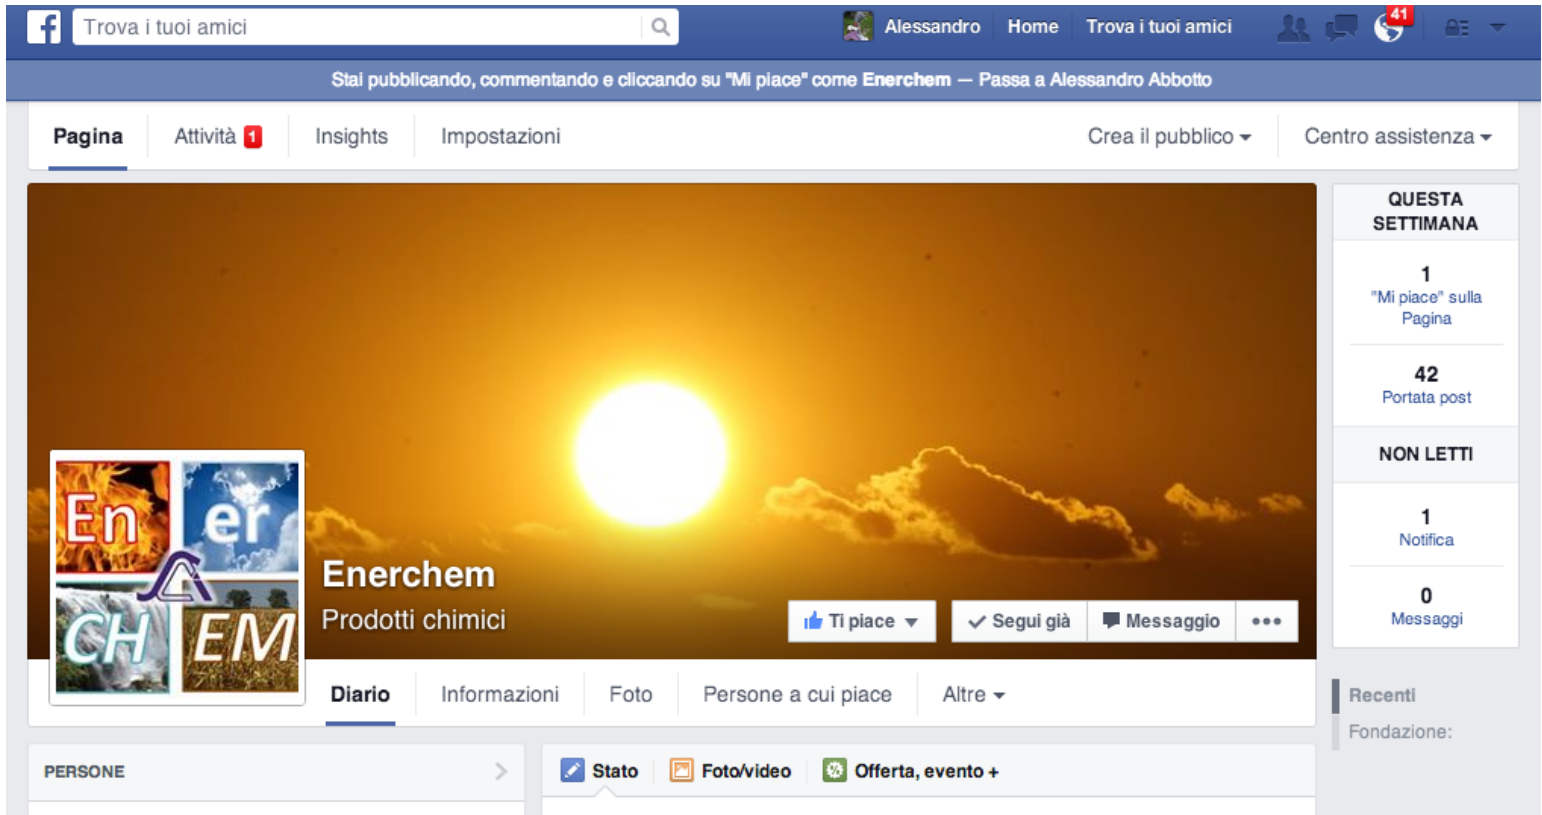 Trova i tuoi amici
Alessandro Home Trova i tuoi amici 41
Stai pubblicando, commentando e cliccando su "Mi piace" come Enerchem — Passa a Alessandro Abbotto
Pagina Attività 1 Insights Impostazioni Crea il pubblico Centro assistenza
QUESTA
SETTIMANA
1
"Mi piace" sulla
Pagina
42
Portata post
NON LETTI
1
Notifica
0
Messaggi
En er
CH EM
Enerchem
Prodotti chimici
Ti piace Segui già Messaggio
Diario Informazioni Foto Persone a cui piace Altre
Recenti
Fondazione:
PERSONE
Stato Foto/video Offerta, evento +